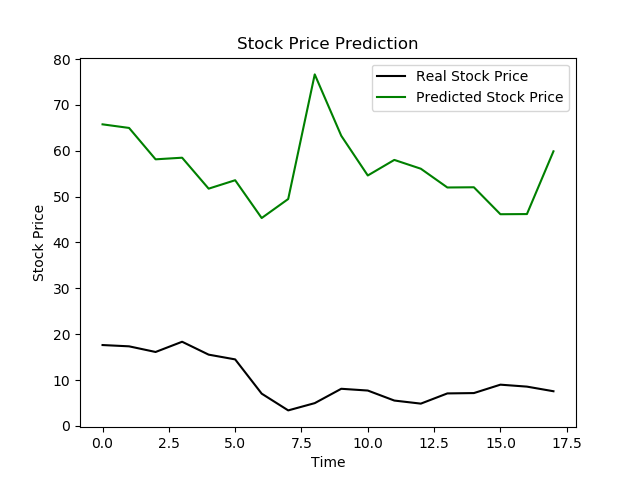 Stock Price Prediction
Real Stock Price
Predicted Stock Price
Stock Price
80
70
60
50
40
30
20
10
0
0.0 2.5 5.0 7.5 10.0 12.5 15.0 17.5
Time